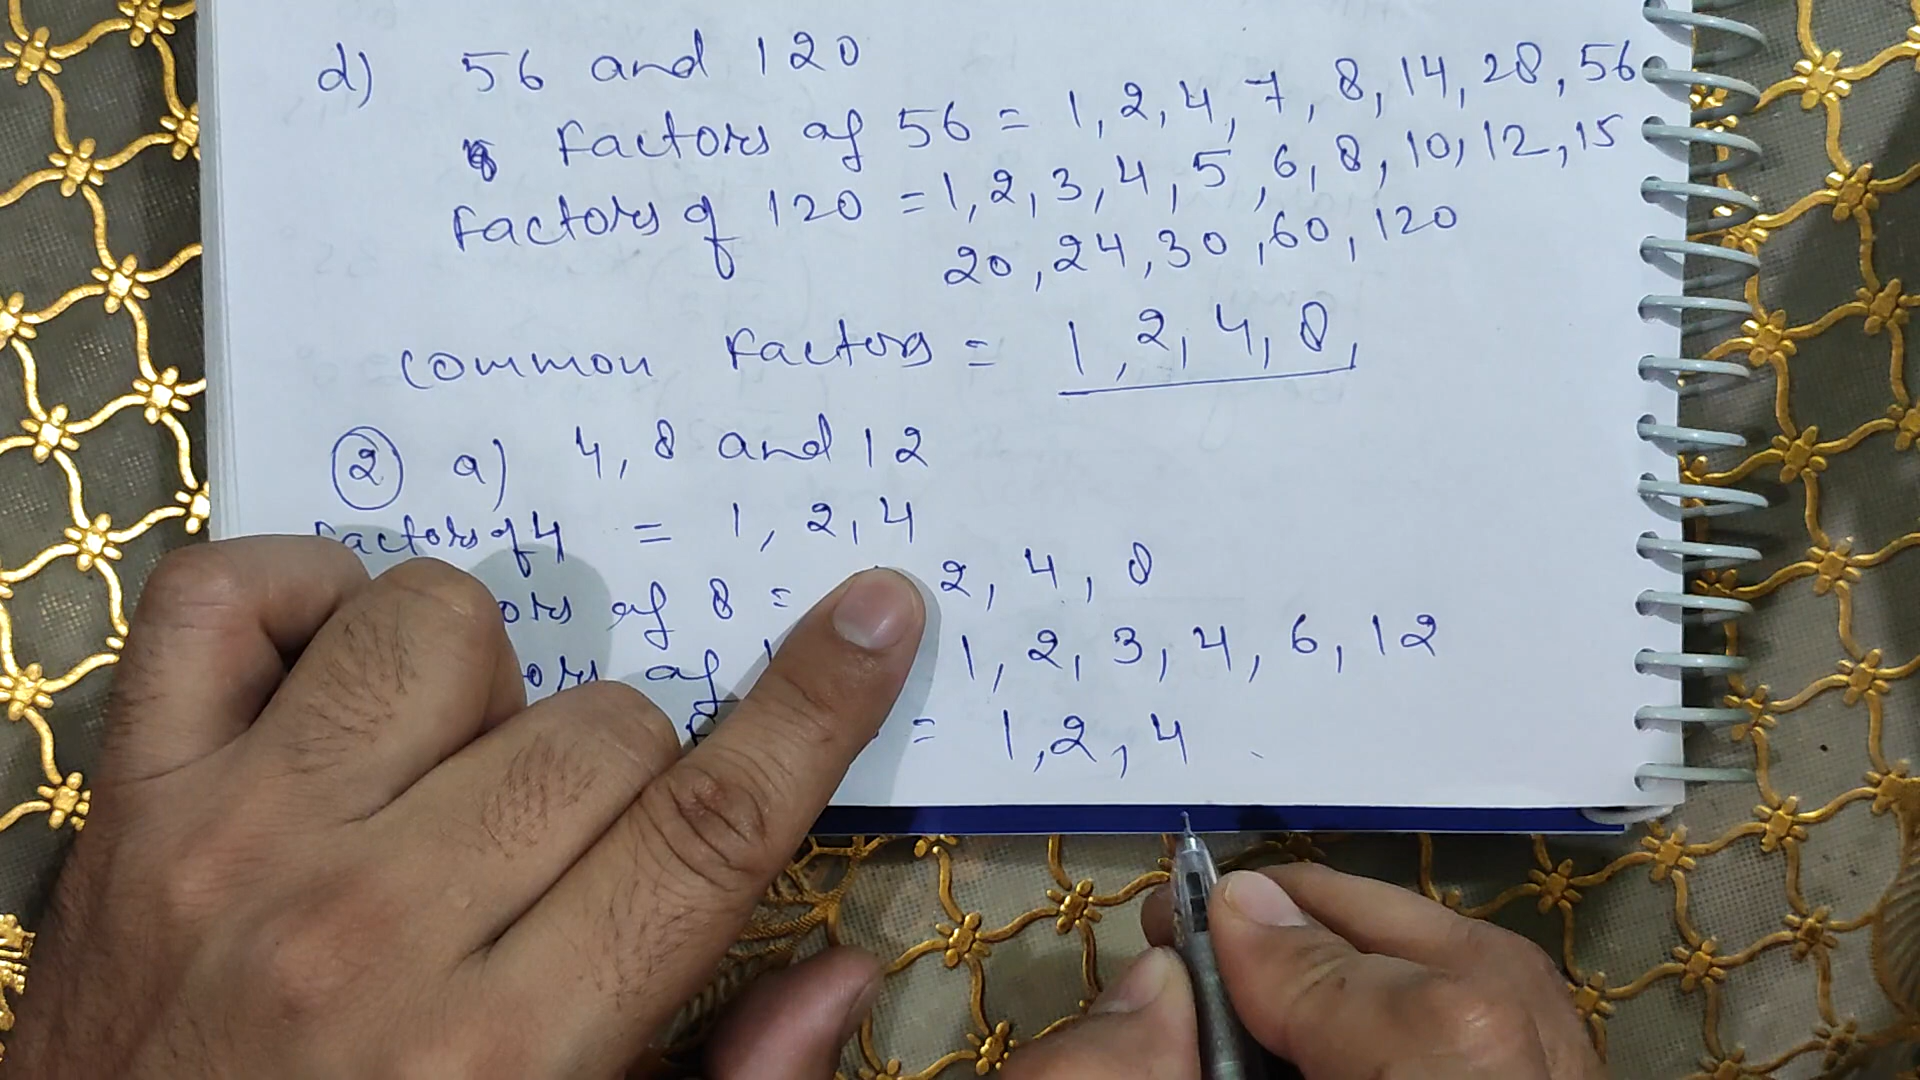 d) 56 and 120
Factors of 56 = 1, 2, 4, 7, 8, 14, 28, 56
Factors of 120 = 1, 2, 3, 4, 5, 6, 8, 10, 12, 15
20, 24, 30, 60, 120
common Factors = 1, 2, 4, 8,
2 a) 4, 8 and 12
Factors of 4 = 1, 2, 4
of 8 = 2, 4, 8
of 1, 2, 3, 4, 6, 12
= 1, 2, 4